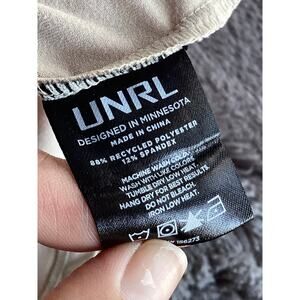 UNRL
DESIGNED IN MINNESOTA
MADE IN CHINA
88% RECYCLED POLYESTER
12% SPANDEX
MACHINE WASH COLD.
WASH WITH LIKE COLORS
TUMBLE DRY LOW HEAT.
HANG DRY FOR BEST RESULTS.
DO NOT BLEACH.
IRON LOW HEAT.
186273